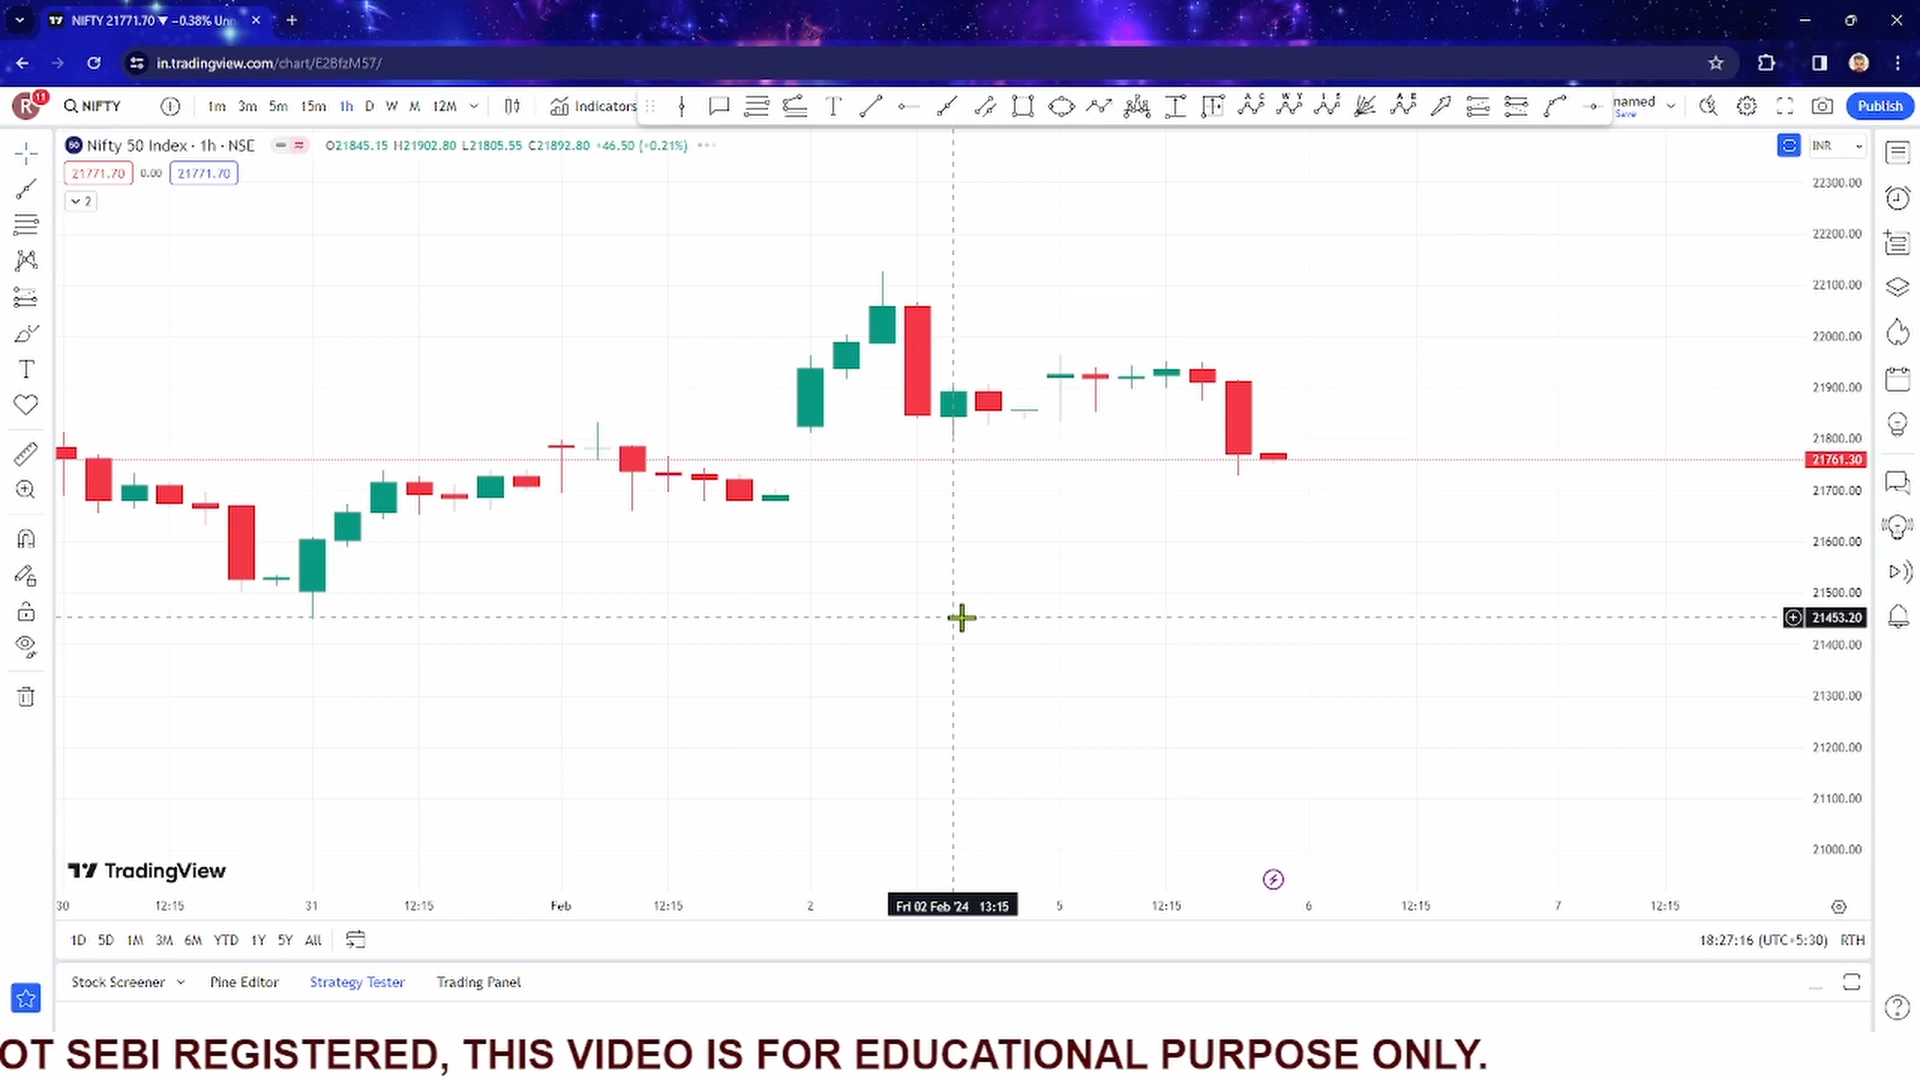 NIFTY 21771.70 ▼ −0.38% Unn
in.tradingview.com/chart/E2BfzM57/
R 11 NIFTY 1m 3m 5m 15m 1h D W M 12M Indicators named Save Publish
Nifty 50 Index · 1h · NSE O21845.15 H21902.80 L21805.55 C21892.80 +46.50 (+0.21%) INR
21771.70 0.00 21771.70
2
22300.00
22200.00
22100.00
22000.00
21900.00
21800.00
21761.30
21700.00
21600.00
21500.00
21453.20
21400.00
21300.00
21200.00
21100.00
21000.00
TradingView
30 12:15 31 12:15 Feb 12:15 2 Fri 02 Feb '24 13:15 5 12:15 6 12:15 7 12:15
1D 5D 1M 3M 6M YTD 1Y 5Y All 18:27:16 (UTC+5:30) RTH
Stock Screener Pine Editor Strategy Tester Trading Panel
OT SEBI REGISTERED, THIS VIDEO IS FOR EDUCATIONAL PURPOSE ONLY.